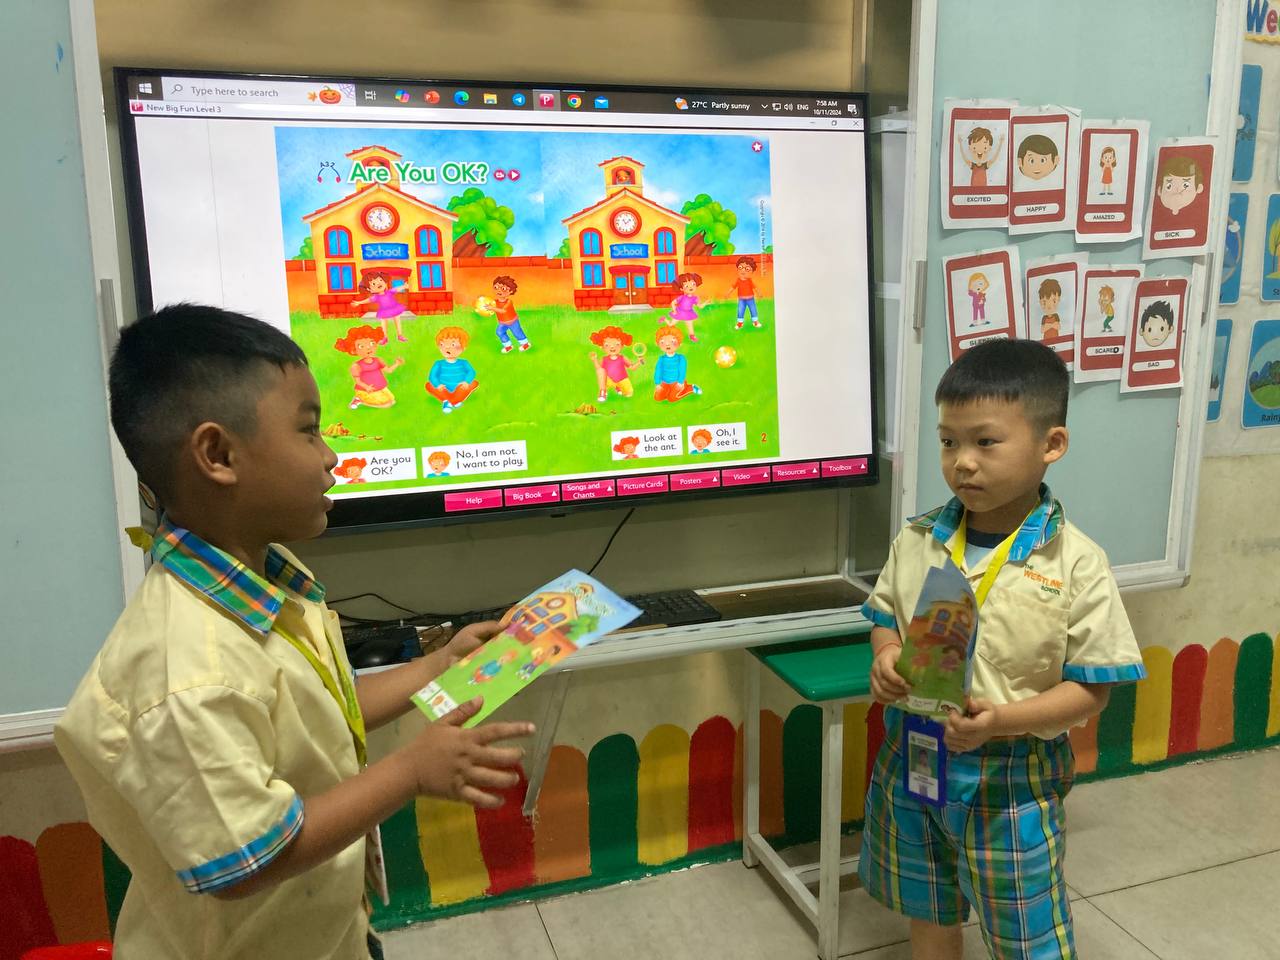 Type here to search
27°C Partly sunny
ENG
7:58 AM
10/11/2024
New Big Fun Level 3
Are You OK?
School
School
Are you
OK?
No, I am not.
I want to play.
Look at
the ant.
Oh, I
see it.
2
Help
Big Book
Songs and
Chants
Picture Cards
Posters
Video
Resources
Toolbox
EXCITED
HAPPY
AMAZED
SICK
SCARED
SAD
THE
WESTLINE
SCHOOL